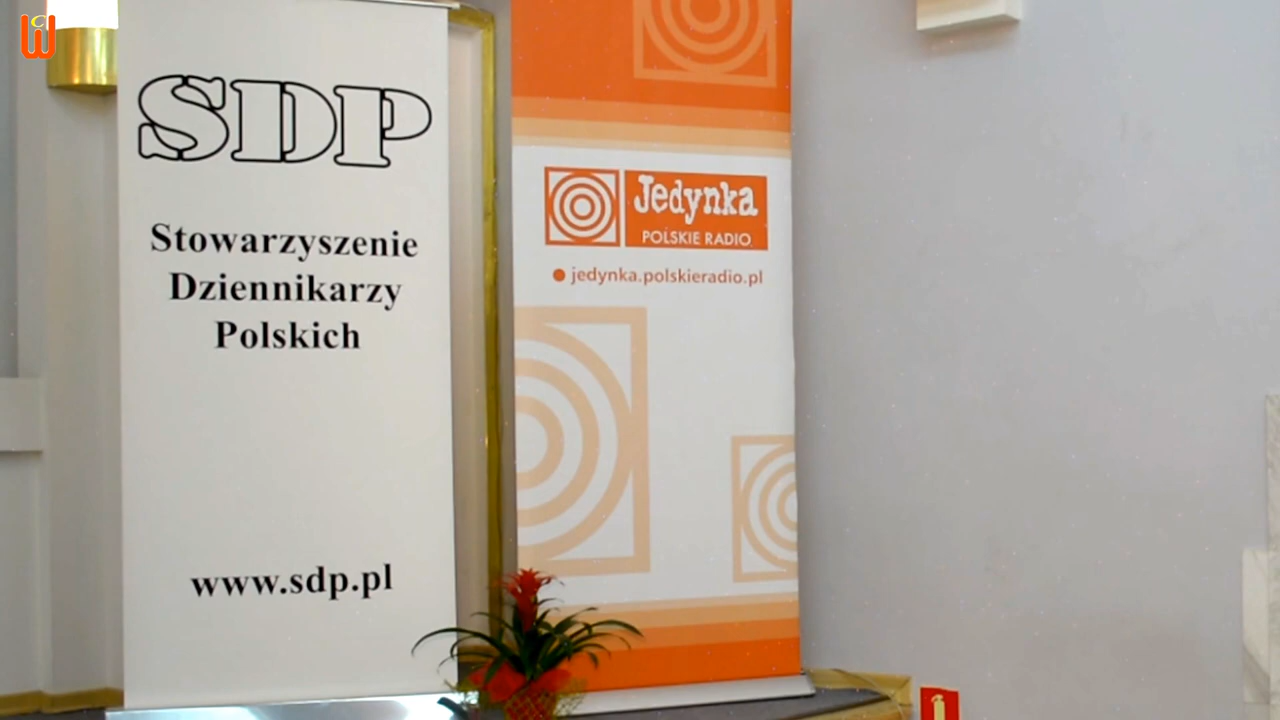 SDP
Stowarzyszenie
Dziennikarzy
Polskich
www.sdp.pl
Jedynka
POLSKIE RADIO
jedynka.polskieradio.pl